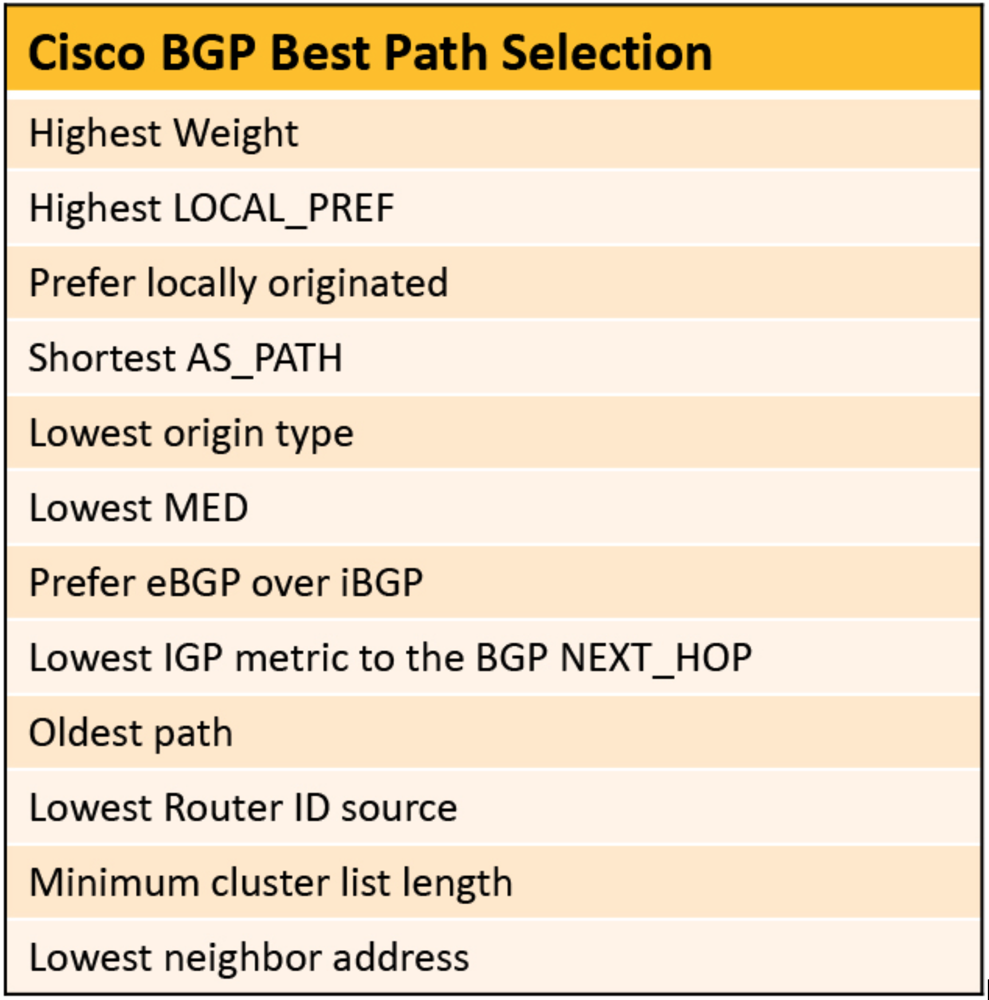 Cisco BGP Best Path Selection
Highest Weight
Highest LOCAL_PREF
Prefer locally originated
Shortest AS_PATH
Lowest origin type
Lowest MED
Prefer eBGP over iBGP
Lowest IGP metric to the BGP NEXT_HOP
Oldest path
Lowest Router ID source
Minimum cluster list length
Lowest neighbor address